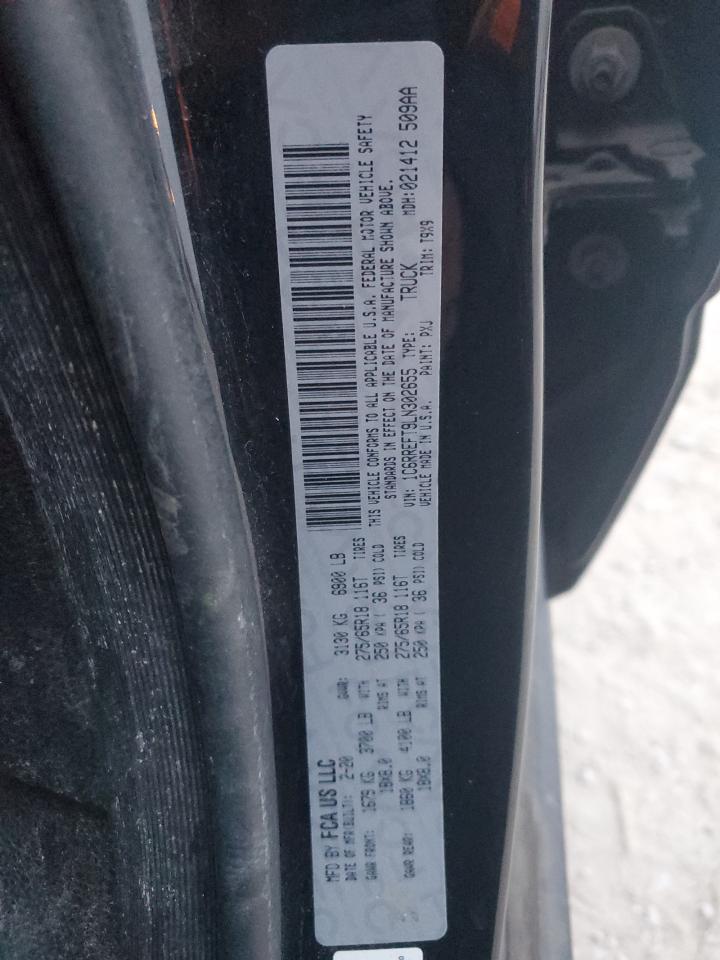 MFD BY FCA US LLC
DATE OF MFR(BUILT): 2-20 GVWR: 3130 KG 6900 LB
GAWR FRONT: 1679 KG 3700 LB WITH 275/65R18 116T TIRES
18X8.0 RIMS AT 250 KPA ( 36 PSI) COLD
GAWR REAR: 1860 KG 4100 LB WITH 275/65R18 116T TIRES
18X8.0 RIMS AT 250 KPA ( 36 PSI) COLD
THIS VEHICLE CONFORMS TO ALL APPLICABLE U.S.A. FEDERAL MOTOR VEHICLE SAFETY
STANDARDS IN EFFECT ON THE DATE OF MANUFACTURE SHOWN ABOVE.
VIN: 1C6RREFT9LN302655 TYPE: TRUCK MDH:021412 509AA
VEHICLE MADE IN U.S.A. PAINT: PXJ TRIM: T9X9